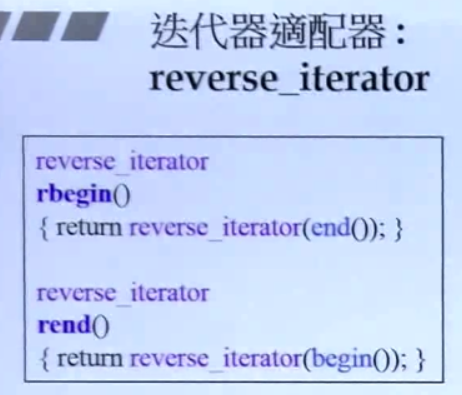 迭代器適配器：
reverse_iterator
reverse_iterator
rbegin()
{ return reverse_iterator(end()); }
reverse_iterator
rend()
{ return reverse_iterator(begin()); }